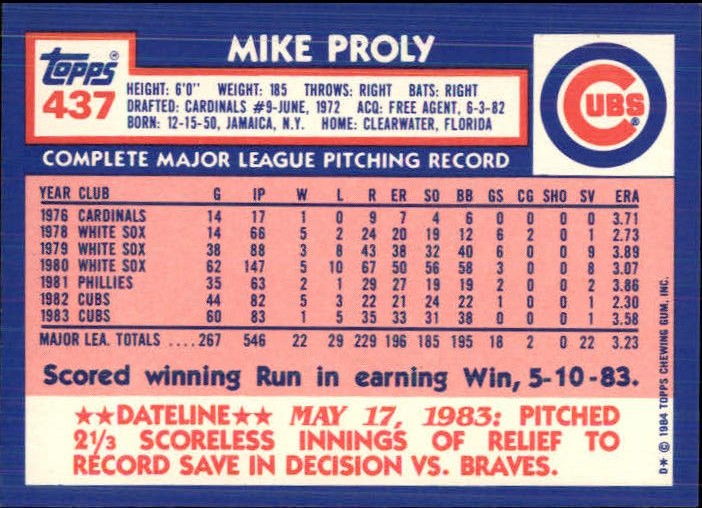 MIKE PROLY
topps®
437
HEIGHT: 6'0" WEIGHT: 185 THROWS: RIGHT BATS: RIGHT
DRAFTED: CARDINALS #9-JUNE, 1972 ACQ: FREE AGENT, 6-3-82
BORN: 12-15-50, JAMAICA, N.Y. HOME: CLEARWATER, FLORIDA
CUBS®
COMPLETE MAJOR LEAGUE PITCHING RECORD
YEAR CLUB G IP W L R ER SO BB GS CG SHO SV ERA
1976 CARDINALS 14 17 1 0 9 7 4 6 0 0 0 0 3.71
1978 WHITE SOX 14 66 5 2 24 20 19 12 6 2 0 1 2.73
1979 WHITE SOX 38 88 3 8 43 38 32 40 6 0 0 9 3.89
1980 WHITE SOX 62 147 5 10 67 50 56 58 3 0 0 8 3.07
1981 PHILLIES 35 63 2 1 29 27 19 19 2 0 0 2 3.86
1982 CUBS 44 82 5 3 22 21 24 22 1 0 0 1 2.30
1983 CUBS 60 83 1 5 35 33 31 38 0 0 0 1 3.58
MAJOR LEA. TOTALS ....267 546 22 29 229 196 185 195 18 2 0 22 3.23
Scored winning Run in earning Win, 5-10-83.
★★DATELINE★★ MAY 17, 1983: PITCHED
2⅓ SCORELESS INNINGS OF RELIEF TO
RECORD SAVE IN DECISION VS. BRAVES.
D* © 1984 TOPPS CHEWING GUM, INC.